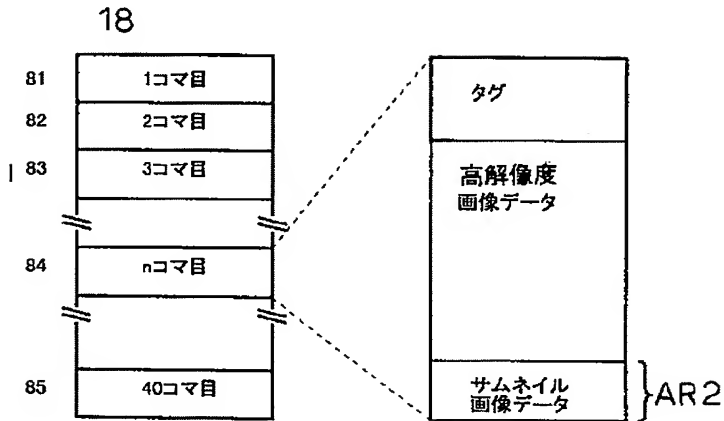 18
81 1コマ目
82 2コマ目
83 3コマ目
84 nコマ目
85 40コマ目
タグ
高解像度
画像データ
サムネイル
画像データ
AR2